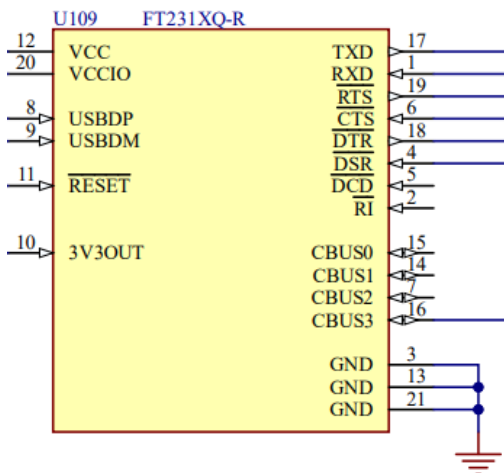 U109 FT231XQ-R
12 VCC TXD 17
20 VCCIO RXD 1
RTS 19
8 USBDP CTS 6
9 USBDM DTR 18
DSR 4
11 RESET DCD 5
RI 2
10 3V3OUT CBUS0 15
CBUS1 14
CBUS2 7
CBUS3 16
GND 3
GND 13
GND 21